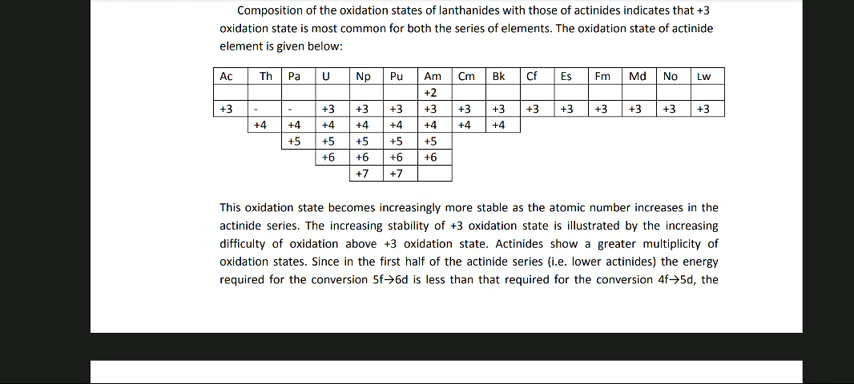 Composition of the oxidation states of lanthanides with those of actinides indicates that +3
oxidation state is most common for both the series of elements. The oxidation state of actinide
element is given below:
Ac Th Pa U Np Pu Am Cm Bk Cf Es Fm Md No Lw
+2
+3 - - +3 +3 +3 +3 +3 +3 +3 +3 +3 +3 +3 +3
+4 +4 +4 +4 +4 +4 +4 +4
+5 +5 +5 +5 +5
+6 +6 +6 +6
+7 +7
This oxidation state becomes increasingly more stable as the atomic number increases in the
actinide series. The increasing stability of +3 oxidation state is illustrated by the increasing
difficulty of oxidation above +3 oxidation state. Actinides show a greater multiplicity of
oxidation states. Since in the first half of the actinide series (i.e. lower actinides) the energy
required for the conversion 5f→6d is less than that required for the conversion 4f→5d, the